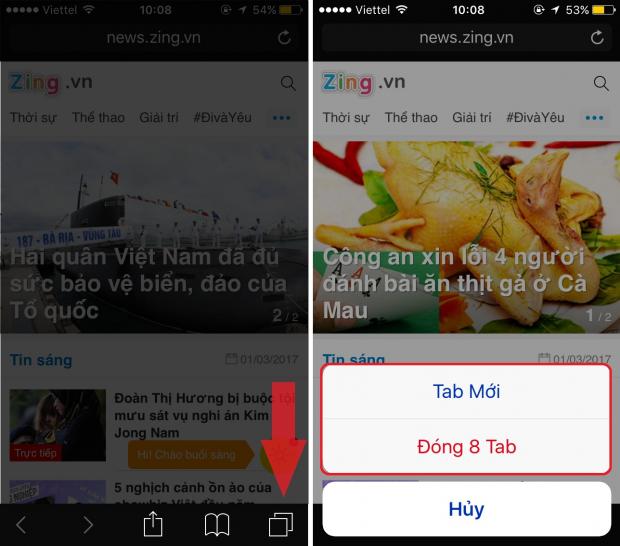 Viettel 10:08 54%
news.zing.vn
Zing.vn
Thời sự Thể thao Giải trí #ĐivàYêu
187 - BÀ RỊA - VŨNG TÀU
Hải quân Việt Nam đã đủ
sức bảo vệ biển, đảo của
Tổ quốc
2 / 2
Tin sáng 01/03/2017
Đoàn Thị Hương bị buộc tội
mưu sát vụ nghi án Kim
Jong Nam
Trực tiếp
Hi! Chào buổi sáng
5 nghịch cảnh ồn ào của
showbiz Việt đầu năm
Viettel 10:08 53%
news.zing.vn
Zing.vn
Thời sự Thể thao Giải trí #ĐivàYêu
A A
Công an xin lỗi 4 người
đánh bài ăn thịt gà ở Cà
Mau
1 / 2
Tin sáng 01/03/2017
Tab Mới
Đóng 8 Tab
Hủy